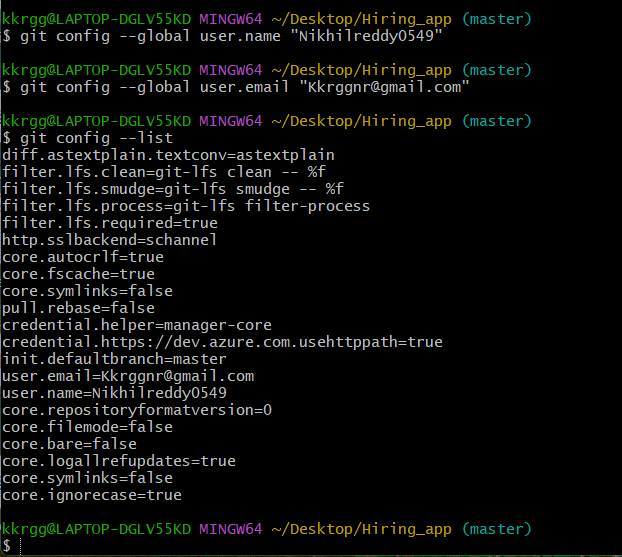 kkrgg@LAPTOP-DGLV55KD MINGW64 ~/Desktop/Hiring_app (master)
$ git config --global user.name "Nikhilreddy0549"
kkrgg@LAPTOP-DGLV55KD MINGW64 ~/Desktop/Hiring_app (master)
$ git config --global user.email "Kkrggnr@gmail.com"
kkrgg@LAPTOP-DGLV55KD MINGW64 ~/Desktop/Hiring_app (master)
$ git config --list
diff.astextplain.textconv=astextplain
filter.lfs.clean=git-lfs clean -- %f
filter.lfs.smudge=git-lfs smudge -- %f
filter.lfs.process=git-lfs filter-process
filter.lfs.required=true
http.sslbackend=schannel
core.autocrlf=true
core.fscache=true
core.symlinks=false
pull.rebase=false
credential.helper=manager-core
credential.https://dev.azure.com.usehttppath=true
init.defaultbranch=master
user.email=Kkrggnr@gmail.com
user.name=Nikhilreddy0549
core.repositoryformatversion=0
core.filemode=false
core.bare=false
core.logallrefupdates=true
core.symlinks=false
core.ignorecase=true
kkrgg@LAPTOP-DGLV55KD MINGW64 ~/Desktop/Hiring_app (master)
$